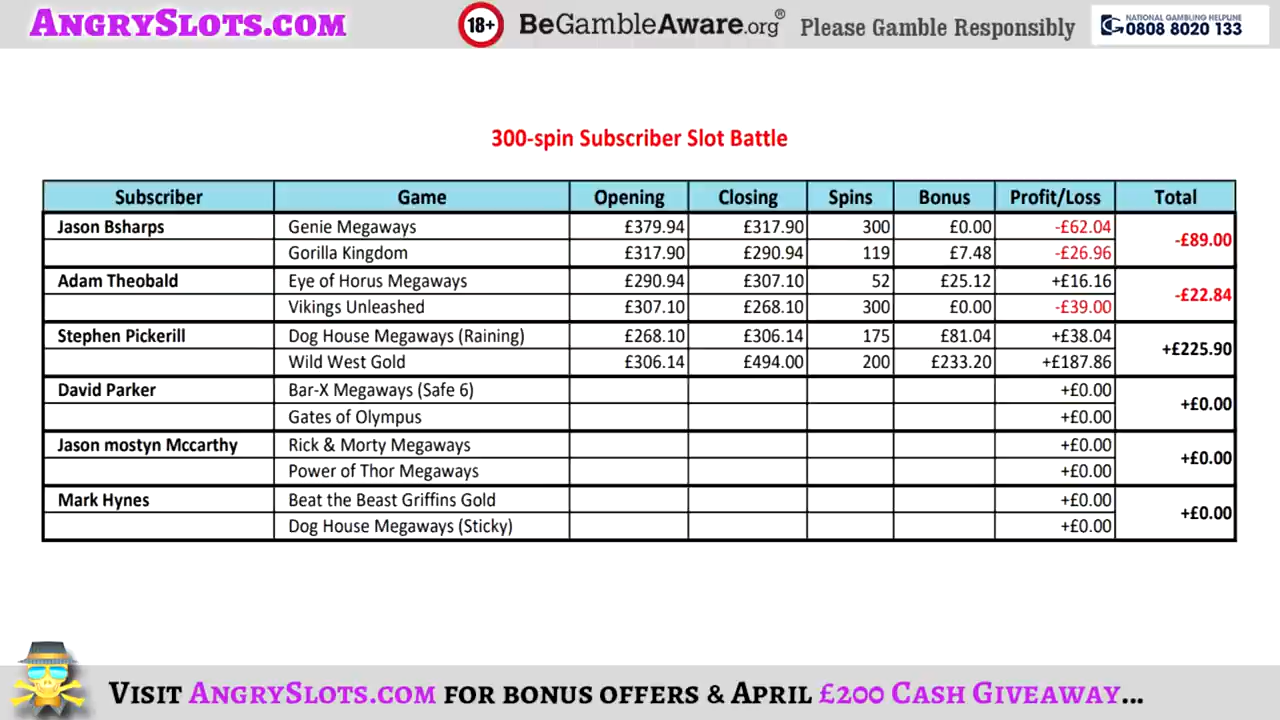 AngrySlots.com
18+ BeGambleAware.org® Please Gamble Responsibly
NATIONAL GAMBLING HELPLINE
0808 8020 133
300-spin Subscriber Slot Battle
Subscriber Game Opening Closing Spins Bonus Profit/Loss Total
Jason Bsharps Genie Megaways £379.94 £317.90 300 £0.00 -£62.04 -£89.00
Gorilla Kingdom £317.90 £290.94 119 £7.48 -£26.96
Adam Theobald Eye of Horus Megaways £290.94 £307.10 52 £25.12 +£16.16 -£22.84
Vikings Unleashed £307.10 £268.10 300 £0.00 -£39.00
Stephen Pickerill Dog House Megaways (Raining) £268.10 £306.14 175 £81.04 +£38.04 +£225.90
Wild West Gold £306.14 £494.00 200 £233.20 +£187.86
David Parker Bar-X Megaways (Safe 6) +£0.00 +£0.00
Gates of Olympus +£0.00
Jason mostyn Mccarthy Rick & Morty Megaways +£0.00 +£0.00
Power of Thor Megaways +£0.00
Mark Hynes Beat the Beast Griffins Gold +£0.00 +£0.00
Dog House Megaways (Sticky) +£0.00
Visit AngrySlots.com for bonus offers & April £200 Cash Giveaway...